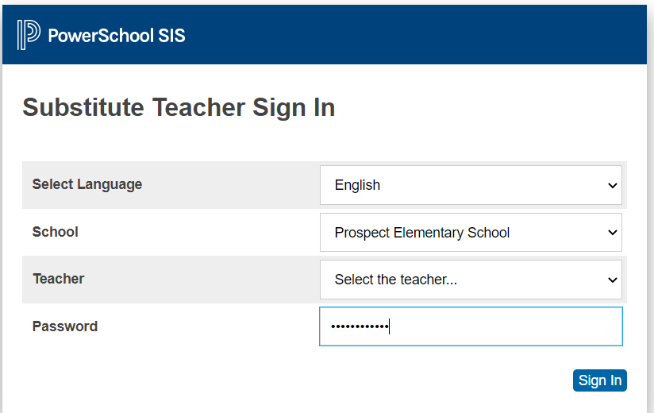 PowerSchool SIS
Substitute Teacher Sign In
Select Language English
School Prospect Elementary School
Teacher Select the teacher...
Password ••••••••••••
Sign In